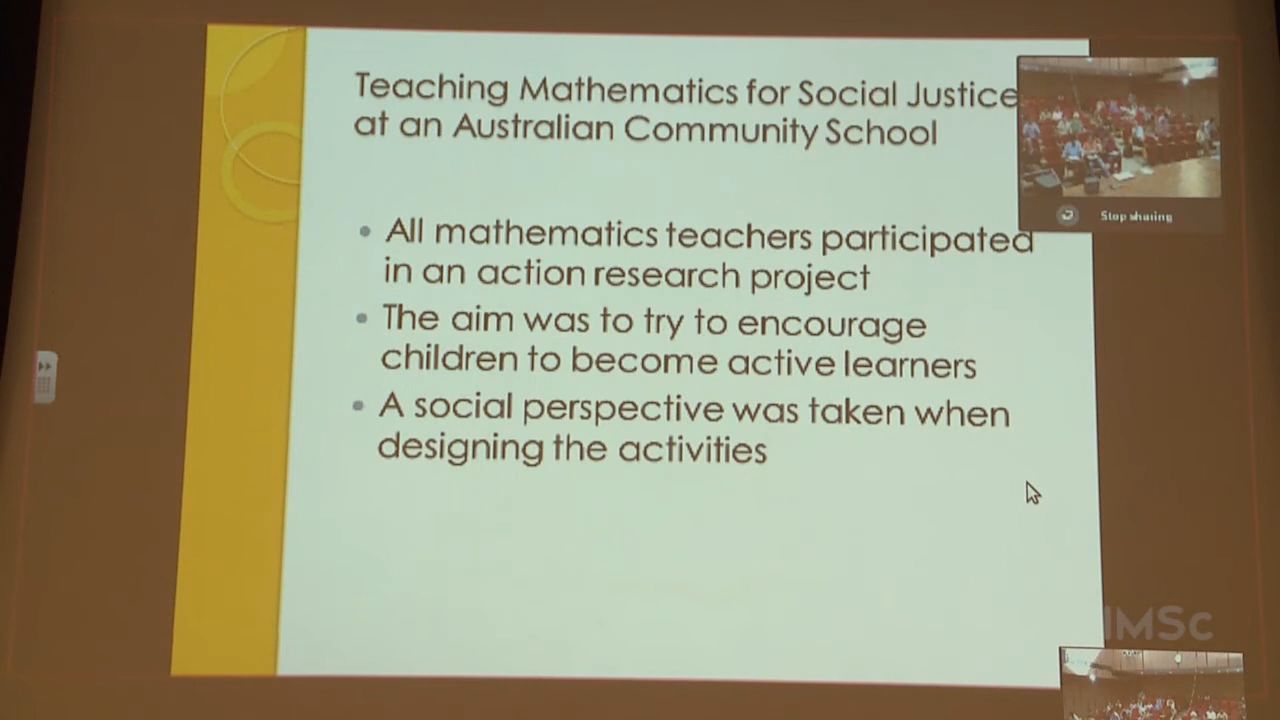 Teaching Mathematics for Social Justice
at an Australian Community School
All mathematics teachers participated
in an action research project
The aim was to try to encourage
children to become active learners
A social perspective was taken when
designing the activities
Stop sharing
IMSc